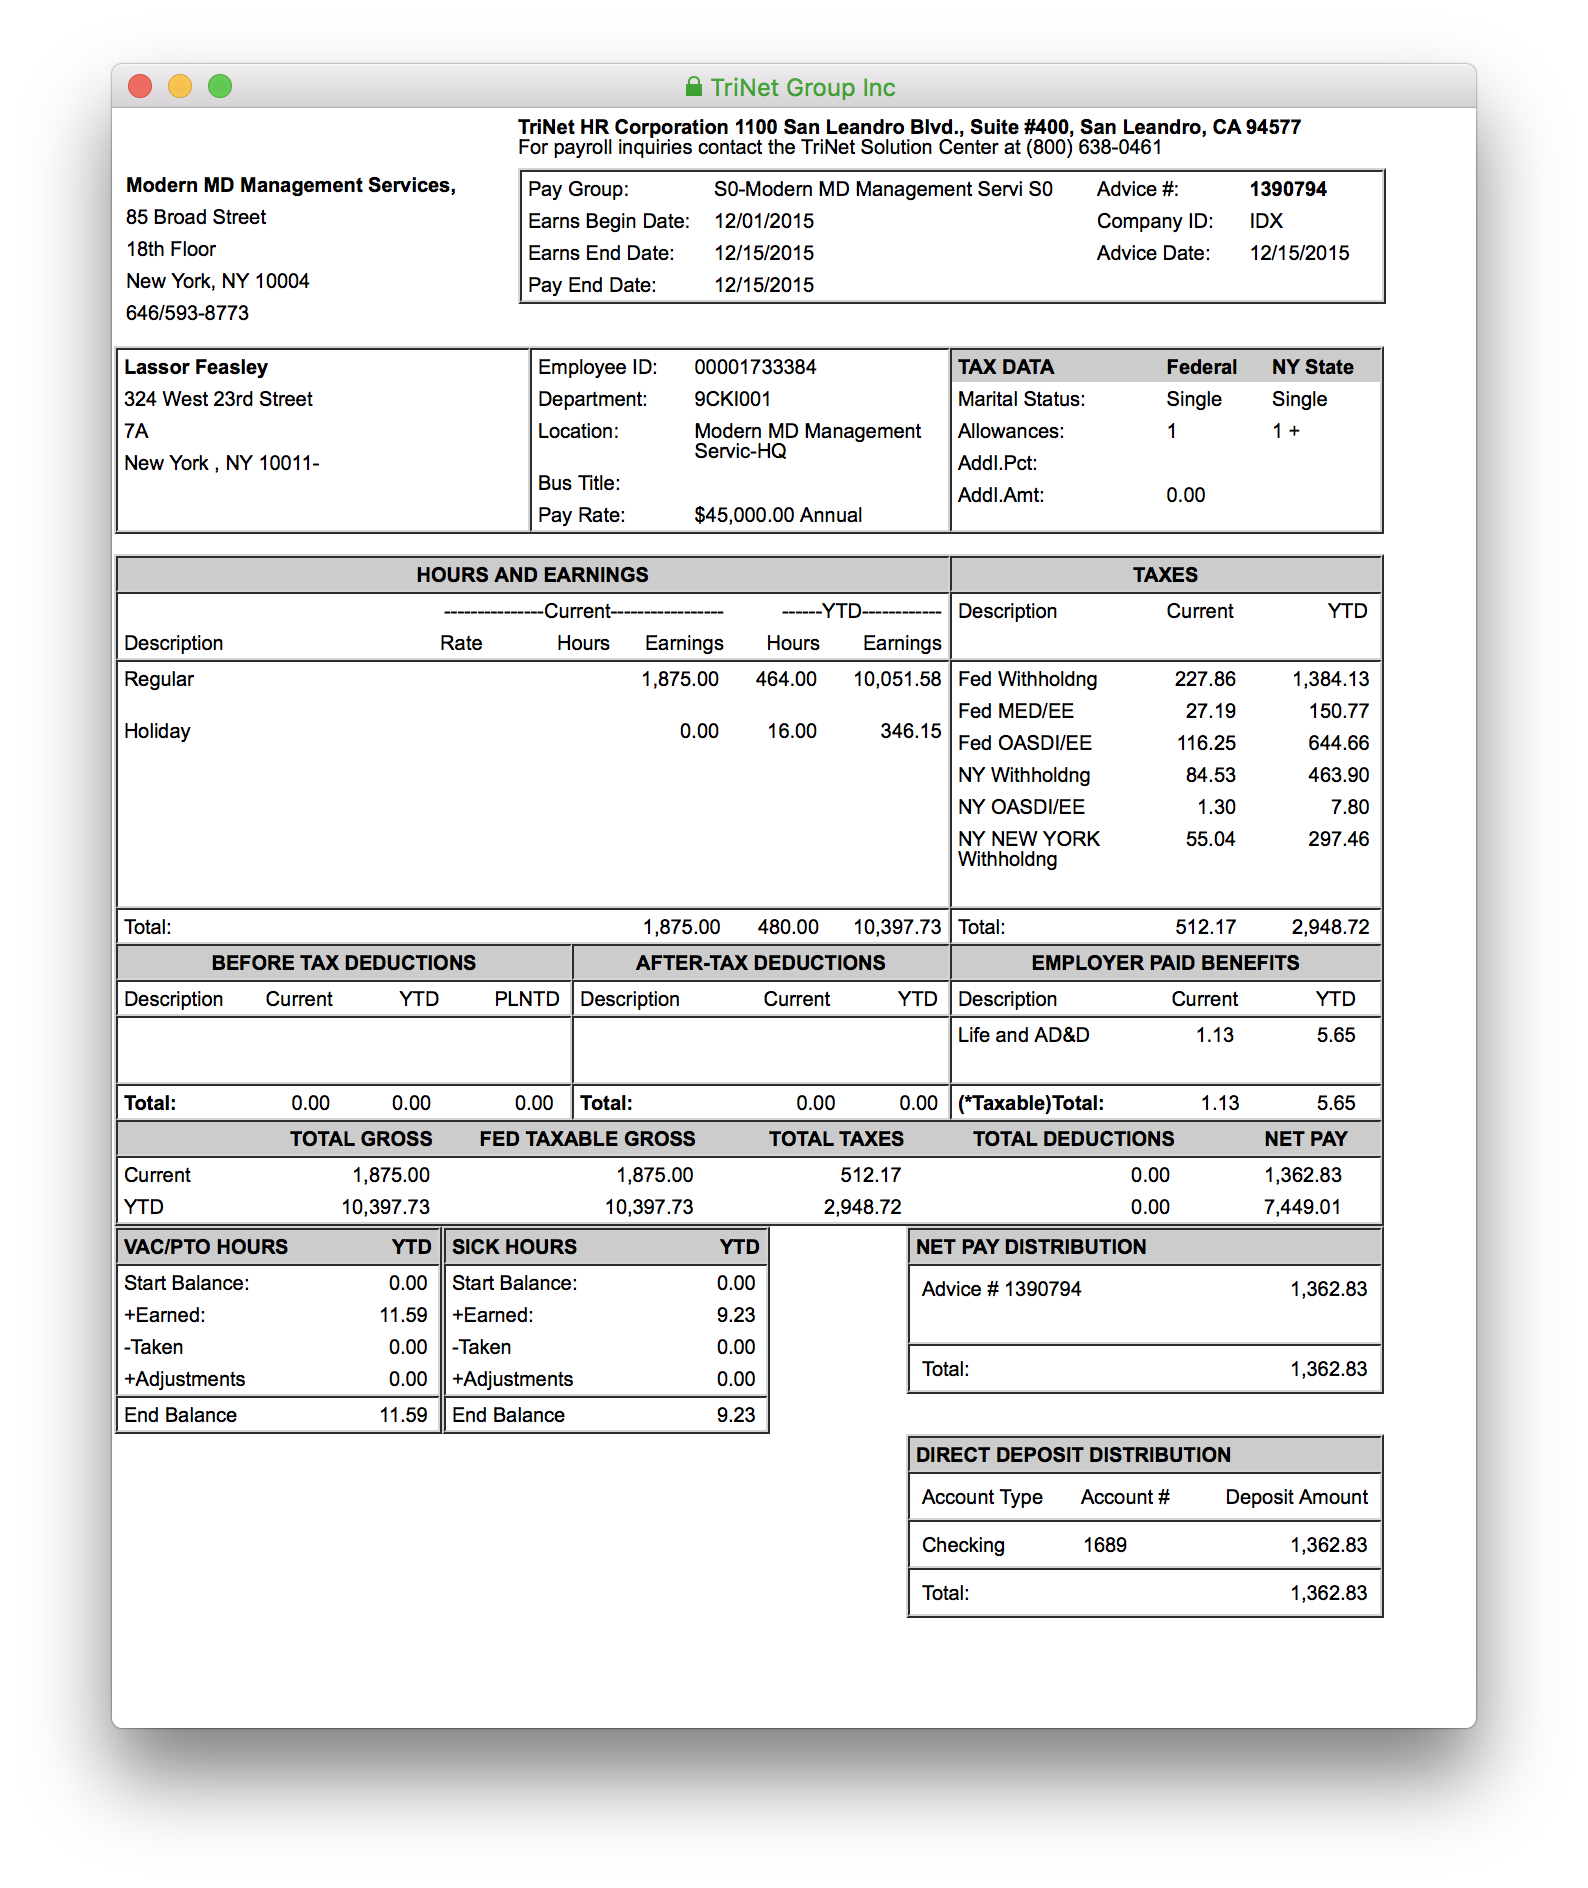 TriNet Group Inc
TriNet HR Corporation 1100 San Leandro Blvd., Suite #400, San Leandro, CA 94577
For payroll inquiries contact the TriNet Solution Center at (800) 638-0461
Modern MD Management Services,
85 Broad Street
18th Floor
New York, NY 10004
646/593-8773
Pay Group: S0-Modern MD Management Servi S0 Advice #: 1390794
Earns Begin Date: 12/01/2015 Company ID: IDX
Earns End Date: 12/15/2015 Advice Date: 12/15/2015
Pay End Date: 12/15/2015
Lassor Feasley
324 West 23rd Street
7A
New York , NY 10011-
Employee ID: 00001733384
Department: 9CKI001
Location: Modern MD Management
Servic-HQ
Bus Title:
Pay Rate: $45,000.00 Annual
TAX DATA Federal NY State
Marital Status: Single Single
Allowances: 1 1 +
Addl.Pct:
Addl.Amt: 0.00
HOURS AND EARNINGS
---------------Current----------------- ------YTD------------
Description Rate Hours Earnings Hours Earnings
Regular 1,875.00 464.00 10,051.58
Holiday 0.00 16.00 346.15
Total: 1,875.00 480.00 10,397.73
TAXES
Description Current YTD
Fed Withholdng 227.86 1,384.13
Fed MED/EE 27.19 150.77
Fed OASDI/EE 116.25 644.66
NY Withholdng 84.53 463.90
NY OASDI/EE 1.30 7.80
NY NEW YORK 55.04 297.46
Withholdng
Total: 512.17 2,948.72
BEFORE TAX DEDUCTIONS
Description Current YTD PLNTD
Total: 0.00 0.00 0.00
AFTER-TAX DEDUCTIONS
Description Current YTD
Total: 0.00 0.00
EMPLOYER PAID BENEFITS
Description Current YTD
Life and AD&D 1.13 5.65
(*Taxable)Total: 1.13 5.65
TOTAL GROSS FED TAXABLE GROSS TOTAL TAXES TOTAL DEDUCTIONS NET PAY
Current 1,875.00 1,875.00 512.17 0.00 1,362.83
YTD 10,397.73 10,397.73 2,948.72 0.00 7,449.01
VAC/PTO HOURS YTD
Start Balance: 0.00
+Earned: 11.59
-Taken 0.00
+Adjustments 0.00
End Balance 11.59
SICK HOURS YTD
Start Balance: 0.00
+Earned: 9.23
-Taken 0.00
+Adjustments 0.00
End Balance 9.23
NET PAY DISTRIBUTION
Advice # 1390794 1,362.83
Total: 1,362.83
DIRECT DEPOSIT DISTRIBUTION
Account Type Account # Deposit Amount
Checking 1689 1,362.83
Total: 1,362.83